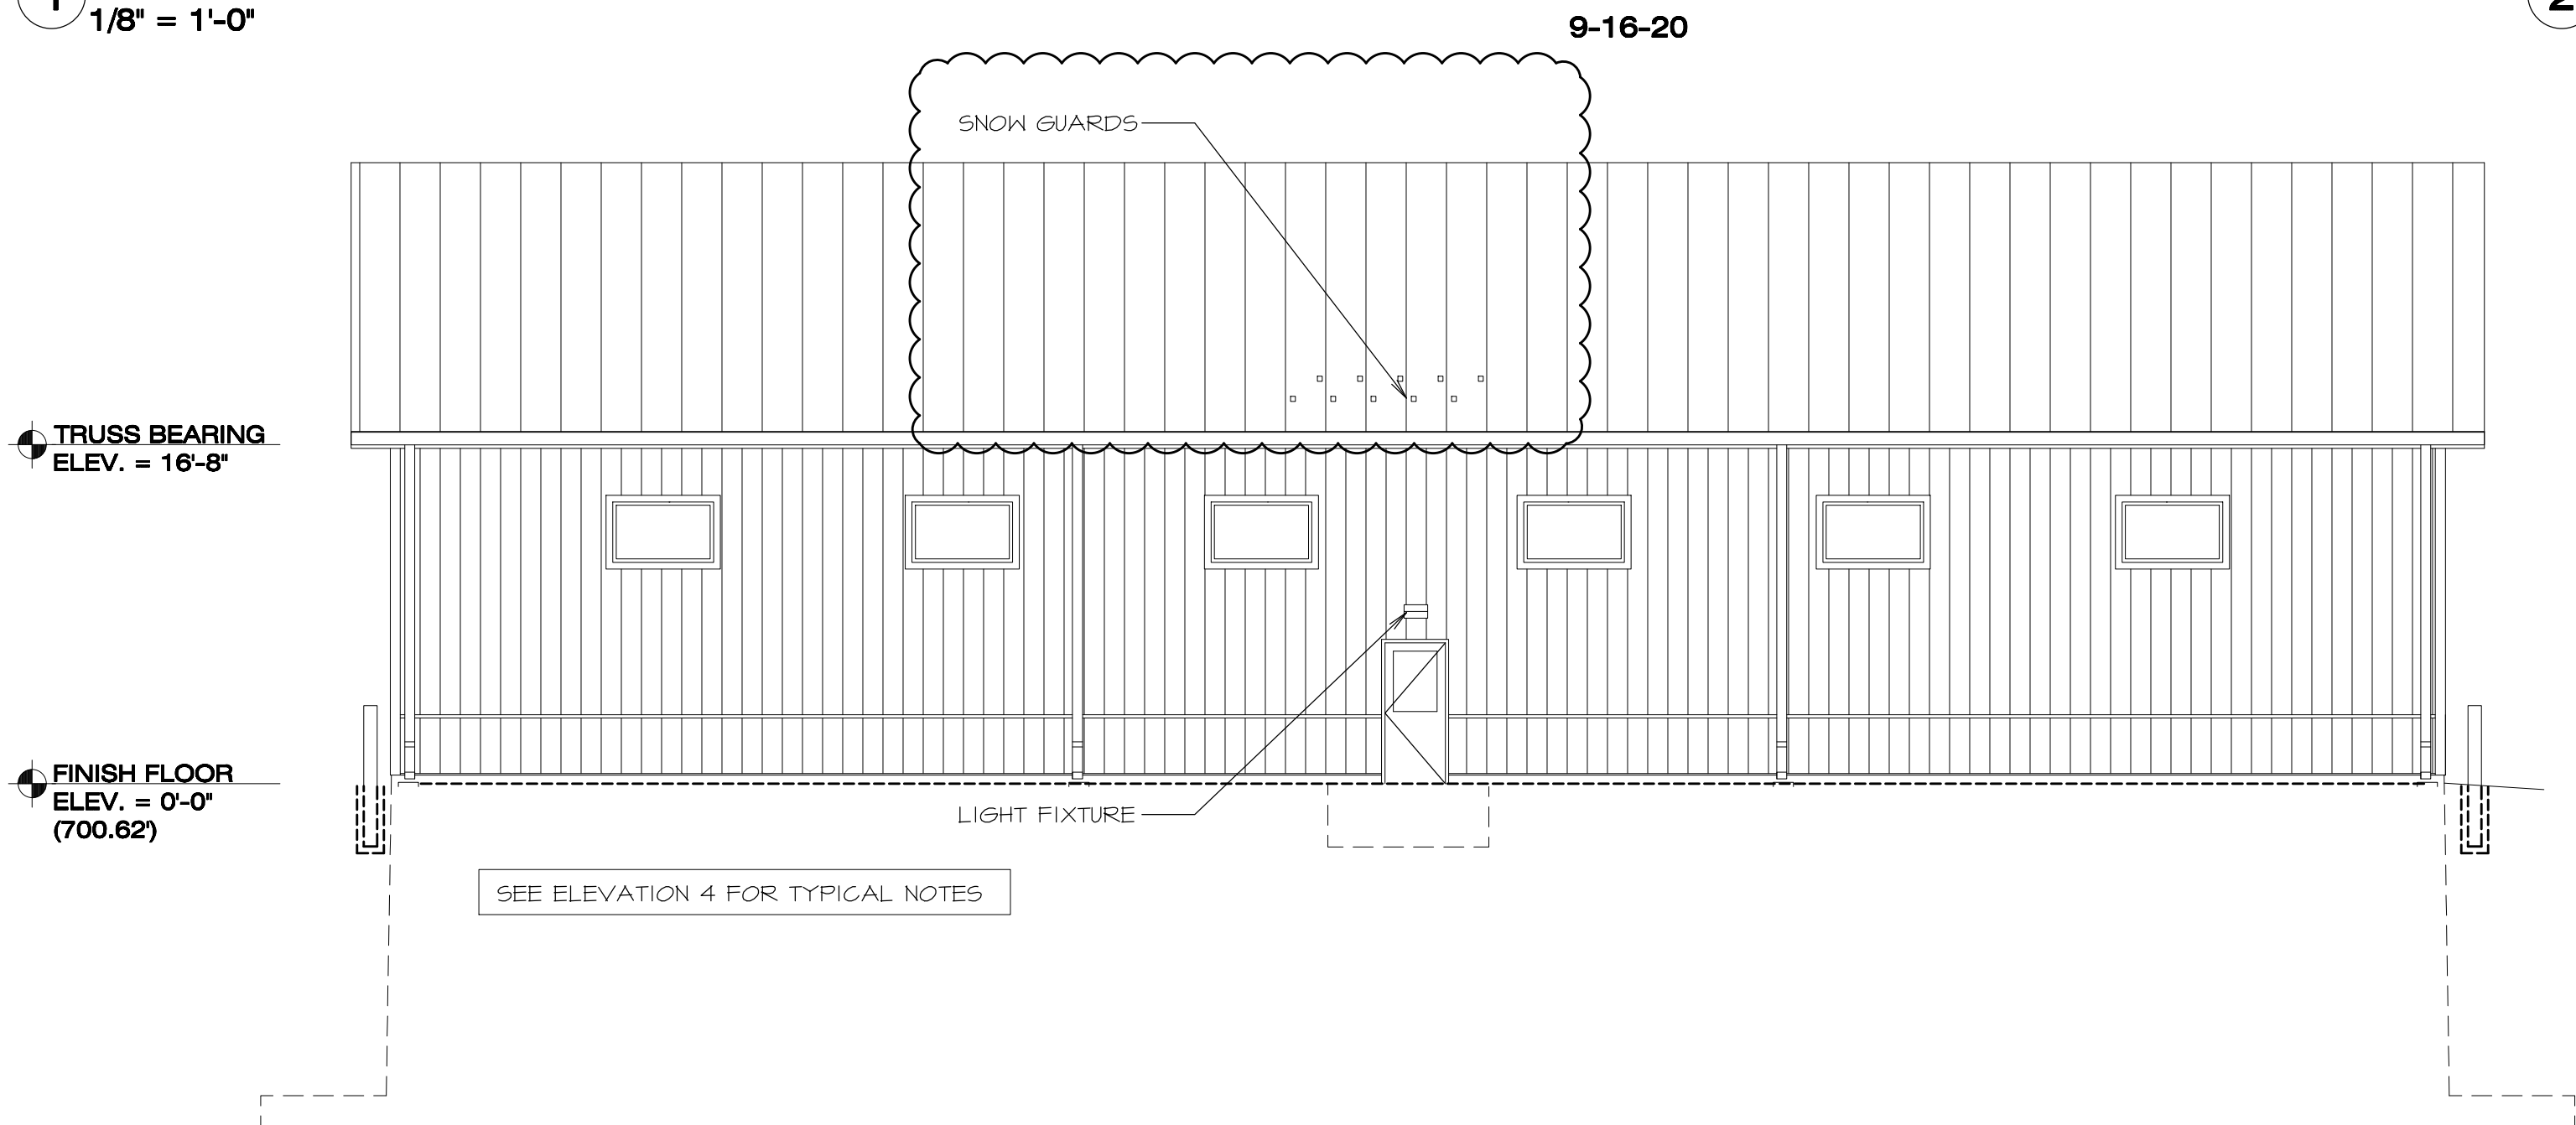 1/8" = 1'-0"
9-16-20
2
SNOW GUARDS
TRUSS BEARING
ELEV. = 16'-8"
FINISH FLOOR
ELEV. = 0'-0"
(700.62')
LIGHT FIXTURE
SEE ELEVATION 4 FOR TYPICAL NOTES